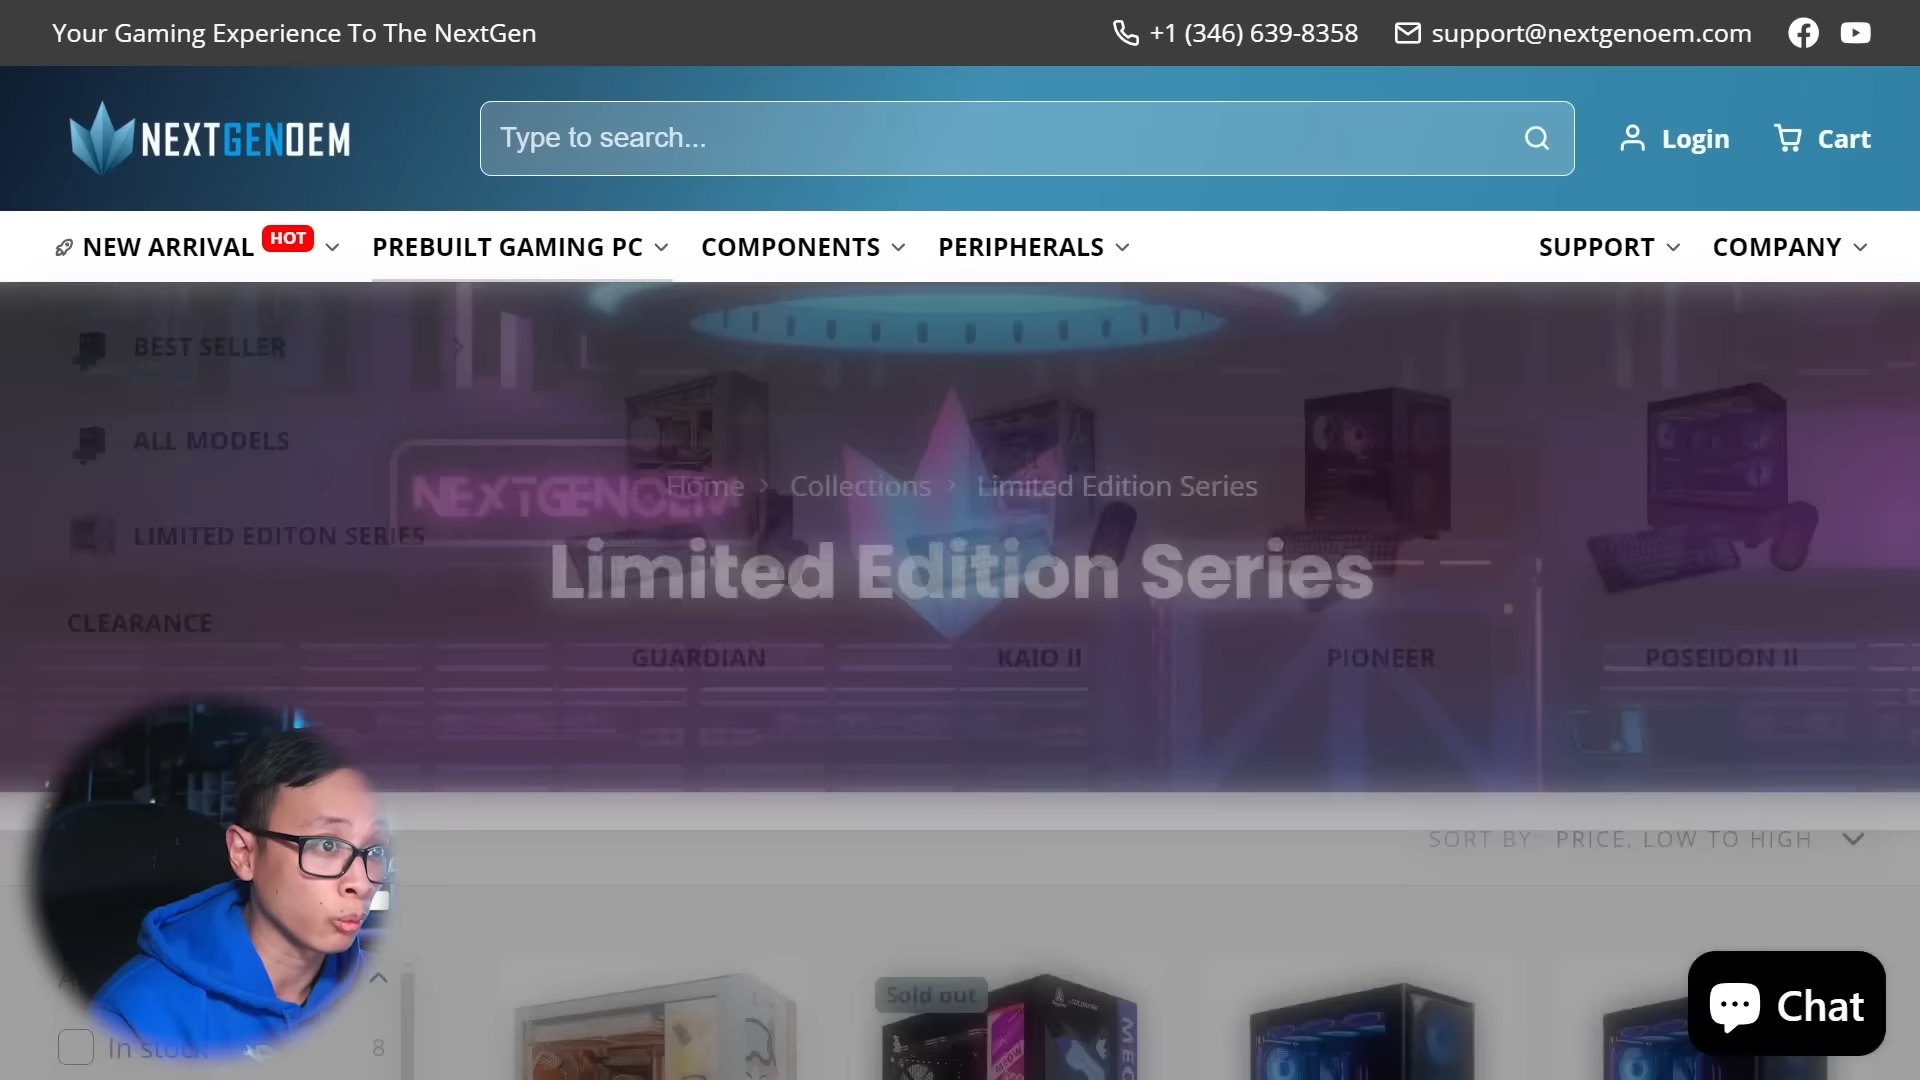 Your Gaming Experience To The NextGen
+1 (346) 639-8358
support@nextgenoem.com
NEXTGENOEM
Type to search...
Login
Cart
NEW ARRIVAL HOT
PREBUILT GAMING PC
COMPONENTS
PERIPHERALS
SUPPORT
COMPANY
BEST SELLER
ALL MODELS
LIMITED EDITON SERIES
CLEARANCE
NEXTGENOEM
Home > Collections > Limited Edition Series
Limited Edition Series
GUARDIAN
KAIO II
PIONEER
POSEIDON II
SORT BY PRICE, LOW TO HIGH
Sold out
In stock
8
Chat